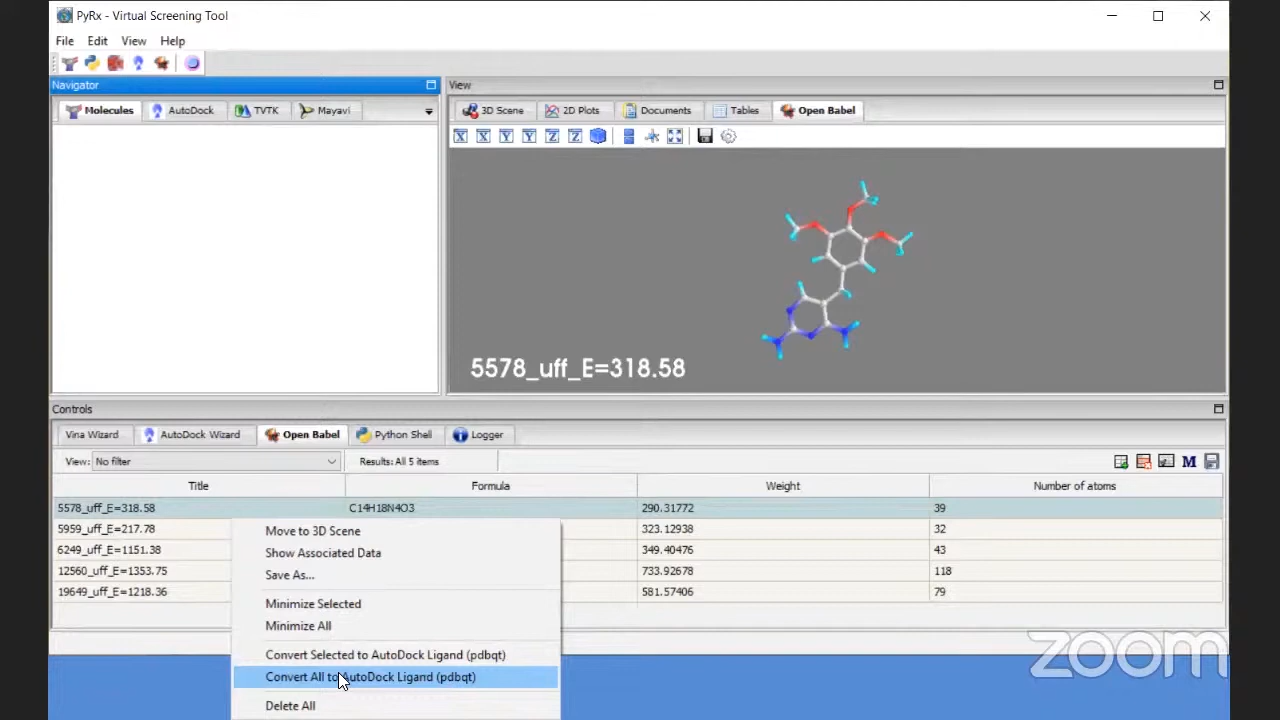 PyRx - Virtual Screening Tool
File Edit View Help
Navigator
View
Molecules AutoDock TVTK Mayavi
3D Scene 2D Plots Documents Tables Open Babel
X X Y Y Z Z
5578_uff_E=318.58
Controls
Vina Wizard AutoDock Wizard Open Babel Python Shell Logger
View: No filter Results: All 5 items M
Title Formula Weight Number of atoms
5578_uff_E=318.58 C14H18N4O3 290.31772 39
5959_uff_E=217.78 323.12938 32
6249_uff_E=1151.38 349.40476 43
12560_uff_E=1353.75 733.92678 118
19649_uff_E=1218.36 581.57406 79
Move to 3D Scene
Show Associated Data
Save As...
Minimize Selected
Minimize All
Convert Selected to AutoDock Ligand (pdbqt)
Convert All to AutoDock Ligand (pdbqt)
Delete All
zoom